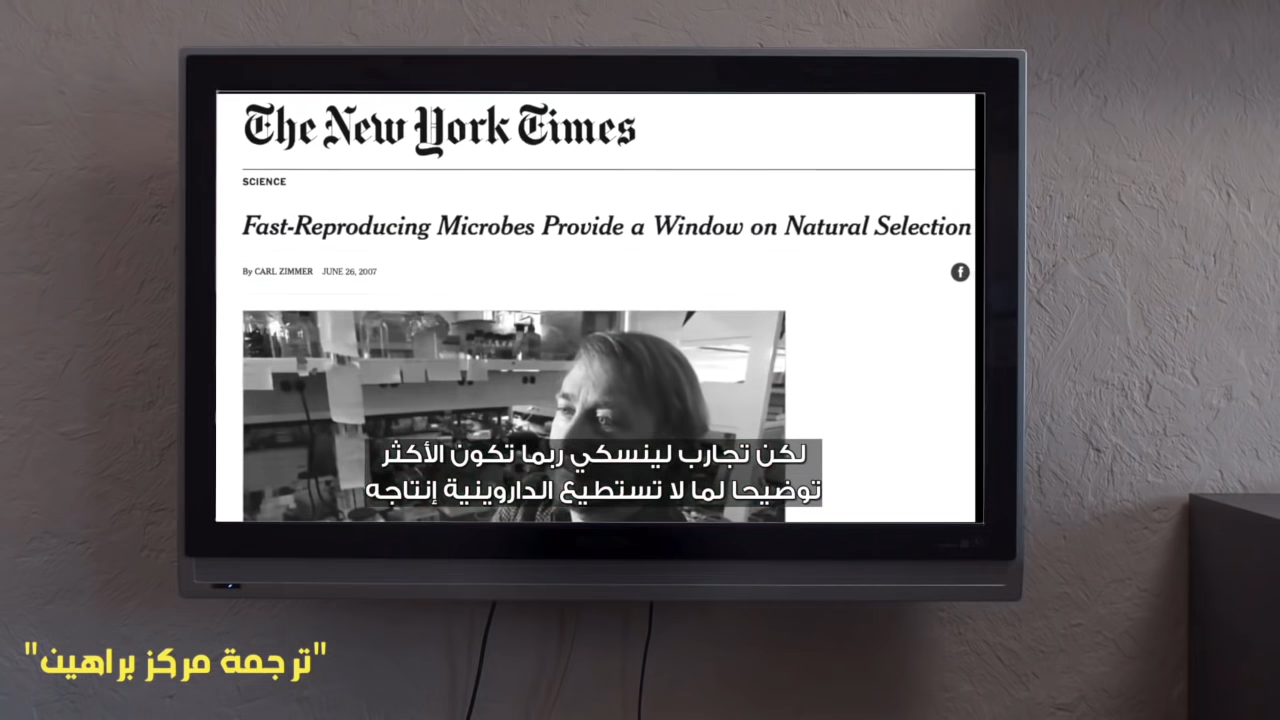 The New York Times
SCIENCE
Fast-Reproducing Microbes Provide a Window on Natural Selection
By CARL ZIMMER JUNE 26, 2007
f
لكن تجارب لينسكي ربما تكون الأكثر
توضيحا لما لا تستطيع الداروينية إنتاجه
"ترجمة مركز براهين"